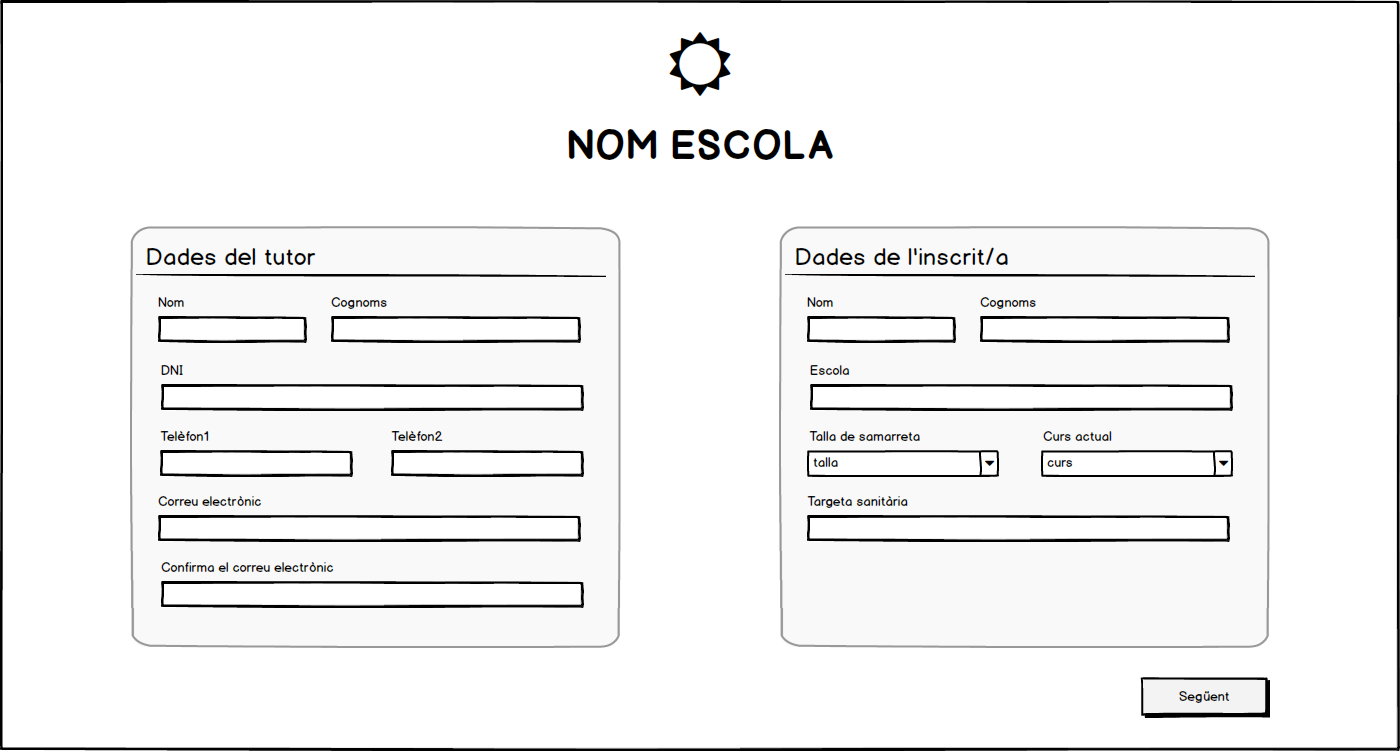 NOM ESCOLA
Dades del tutor
Nom Cognoms
DNI
Telèfon1 Telèfon2
Correu electrònic
Confirma el correu electrònic
Dades de l'inscrit/a
Nom Cognoms
Escola
Talla de samarreta Curs actual
talla curs
Targeta sanitària
Següent